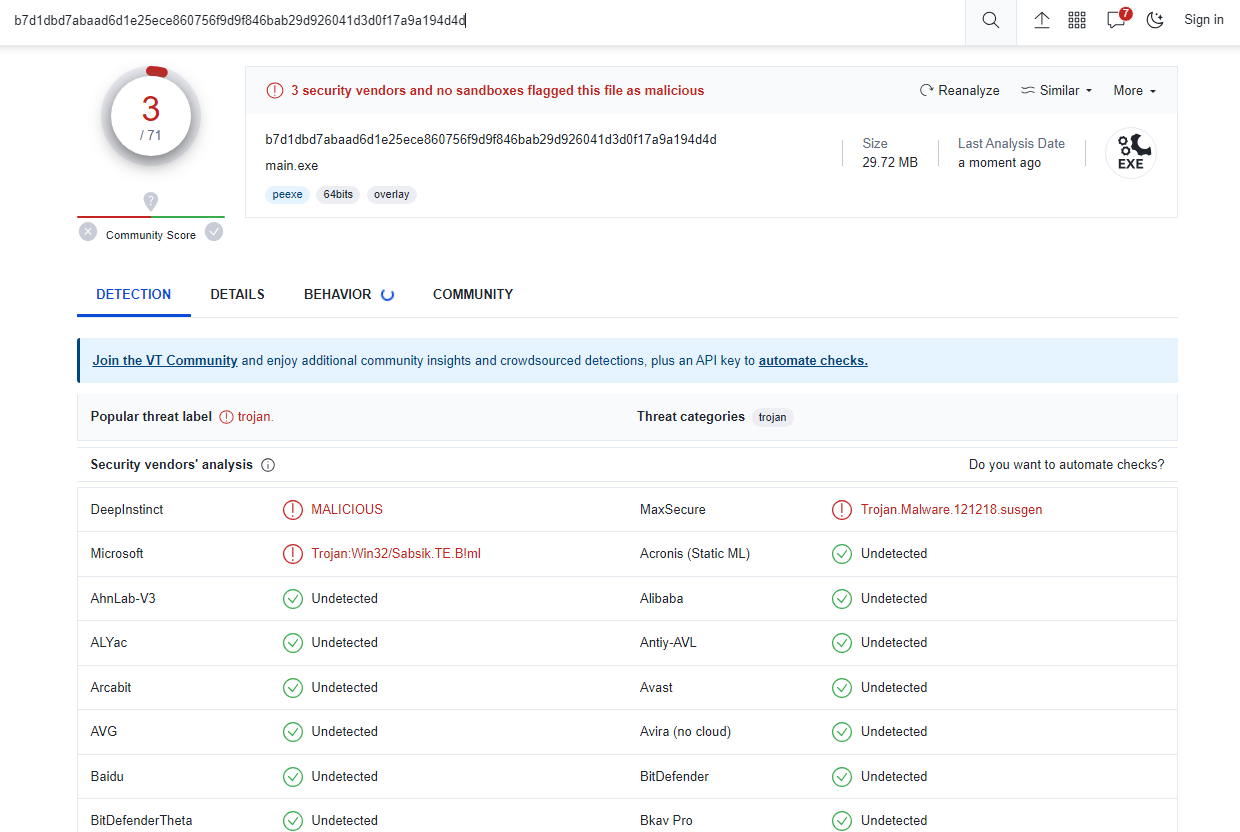 b7d1dbd7abaad6d1e25ece860756f9d9f846bab29d926041d3d0f17a9a194d4d
7
Sign in
3
/ 71
3 security vendors and no sandboxes flagged this file as malicious
Reanalyze
Similar
More
b7d1dbd7abaad6d1e25ece860756f9d9f846bab29d926041d3d0f17a9a194d4d
main.exe
Size
29.72 MB
Last Analysis Date
a moment ago
EXE
peexe 64bits overlay
?
Community Score
DETECTION DETAILS BEHAVIOR COMMUNITY
Join the VT Community and enjoy additional community insights and crowdsourced detections, plus an API key to automate checks.
Popular threat label trojan.
Threat categories trojan
Security vendors' analysis
Do you want to automate checks?
DeepInstinct MALICIOUS MaxSecure Trojan.Malware.121218.susgen
Microsoft Trojan:Win32/Sabsik.TE.B!ml Acronis (Static ML) Undetected
AhnLab-V3 Undetected Alibaba Undetected
ALYac Undetected Antiy-AVL Undetected
Arcabit Undetected Avast Undetected
AVG Undetected Avira (no cloud) Undetected
Baidu Undetected BitDefender Undetected
BitDefenderTheta Undetected Bkav Pro Undetected